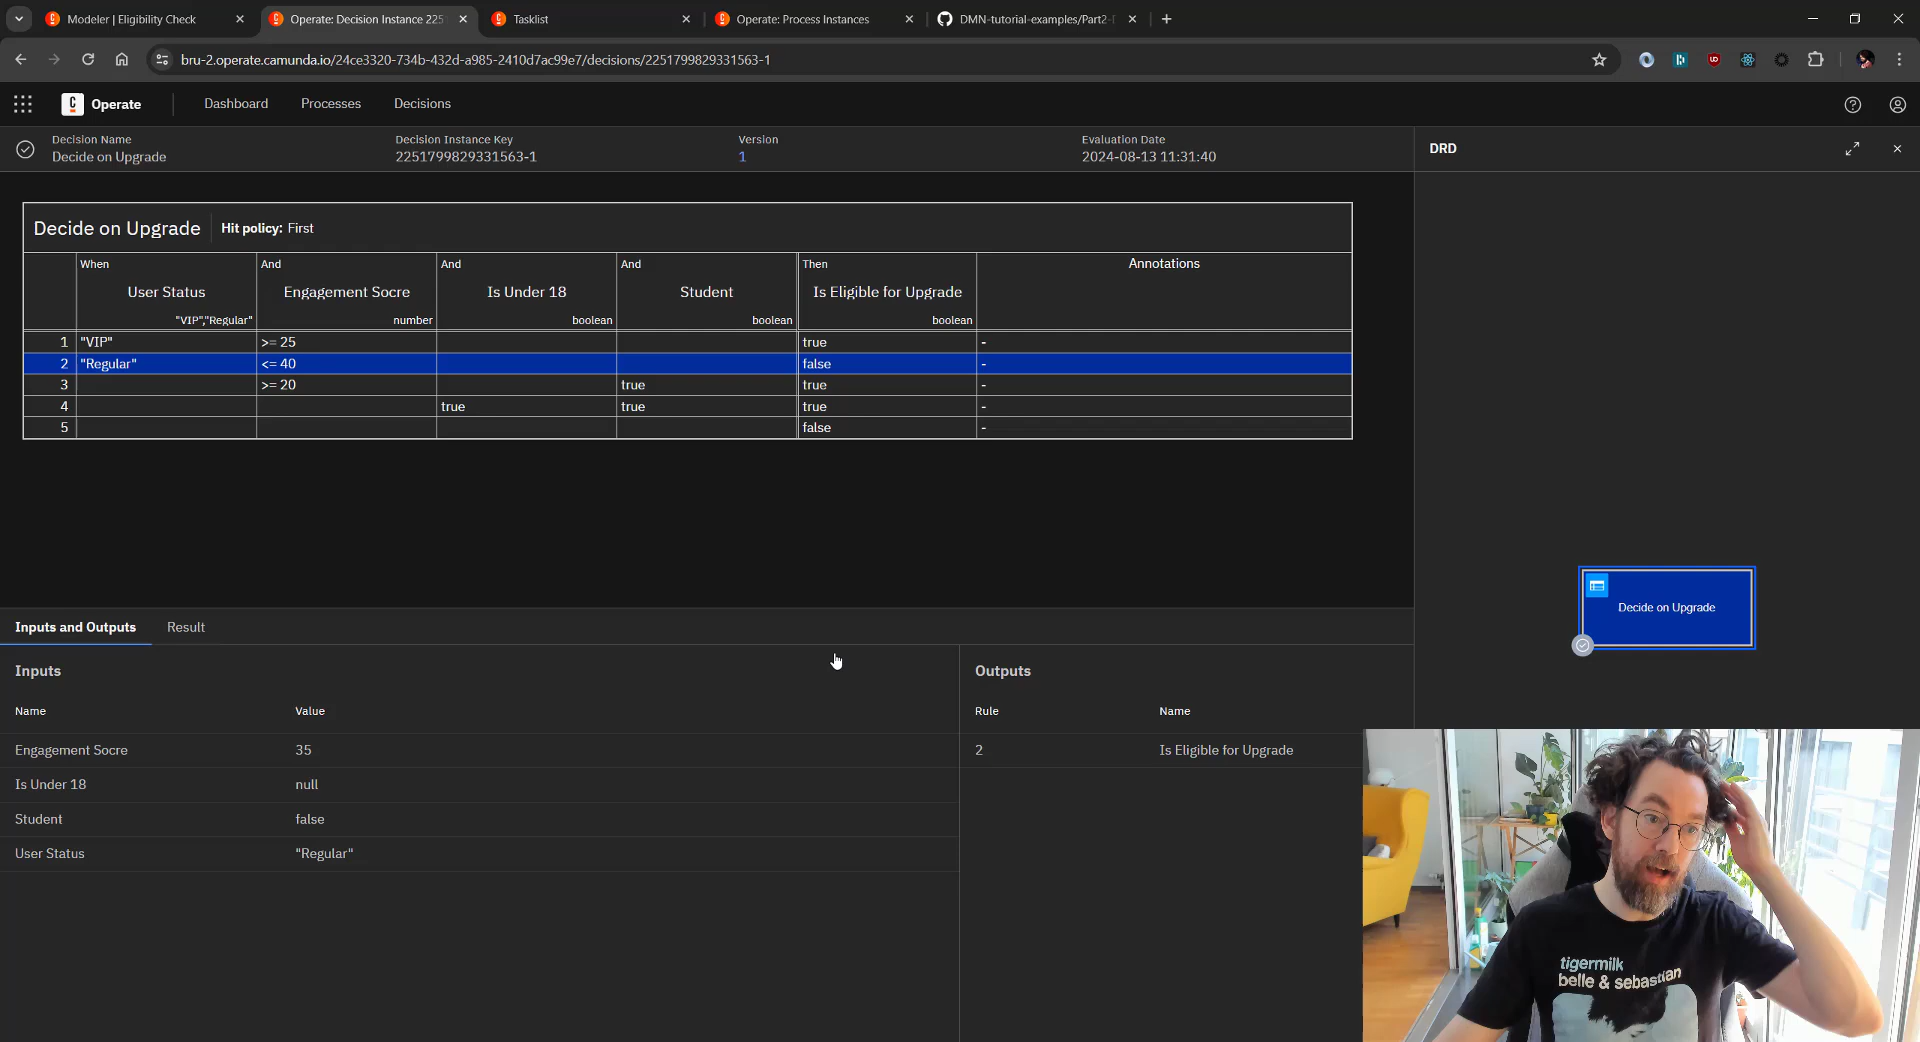 Modeler | Eligibility Check
Operate: Decision Instance 225
Tasklist
Operate: Process Instances
DMN-tutorial-examples/Part2-
bru-2.operate.camunda.io/24ce3320-734b-432d-a985-2410d7ac99e7/decisions/2251799829331563-1
Operate
Dashboard
Processes
Decisions
Decision Name
Decide on Upgrade
Decision Instance Key
2251799829331563-1
Version
1
Evaluation Date
2024-08-13 11:31:40
DRD
Decide on Upgrade
Hit policy: First
When And And And Then Annotations
User Status Engagement Socre Is Under 18 Student Is Eligible for Upgrade
"VIP","Regular" number boolean boolean boolean
1 "VIP" >= 25 true -
2 "Regular" <= 40 false -
3 >= 20 true true -
4 true true true -
5 false -
Decide on Upgrade
Inputs and Outputs
Result
Inputs
Name Value
Engagement Socre 35
Is Under 18 null
Student false
User Status "Regular"
Outputs
Rule Name
2 Is Eligible for Upgrade
tigermilk
belle & sebastian